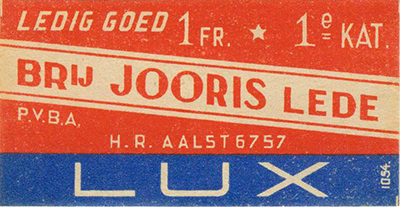 LEDIG GOED 1 FR. ★ 1e KAT.
BRIJ JOORIS LEDE
P.V.B.A.
H.R. AALST 6757
LUX
1054.